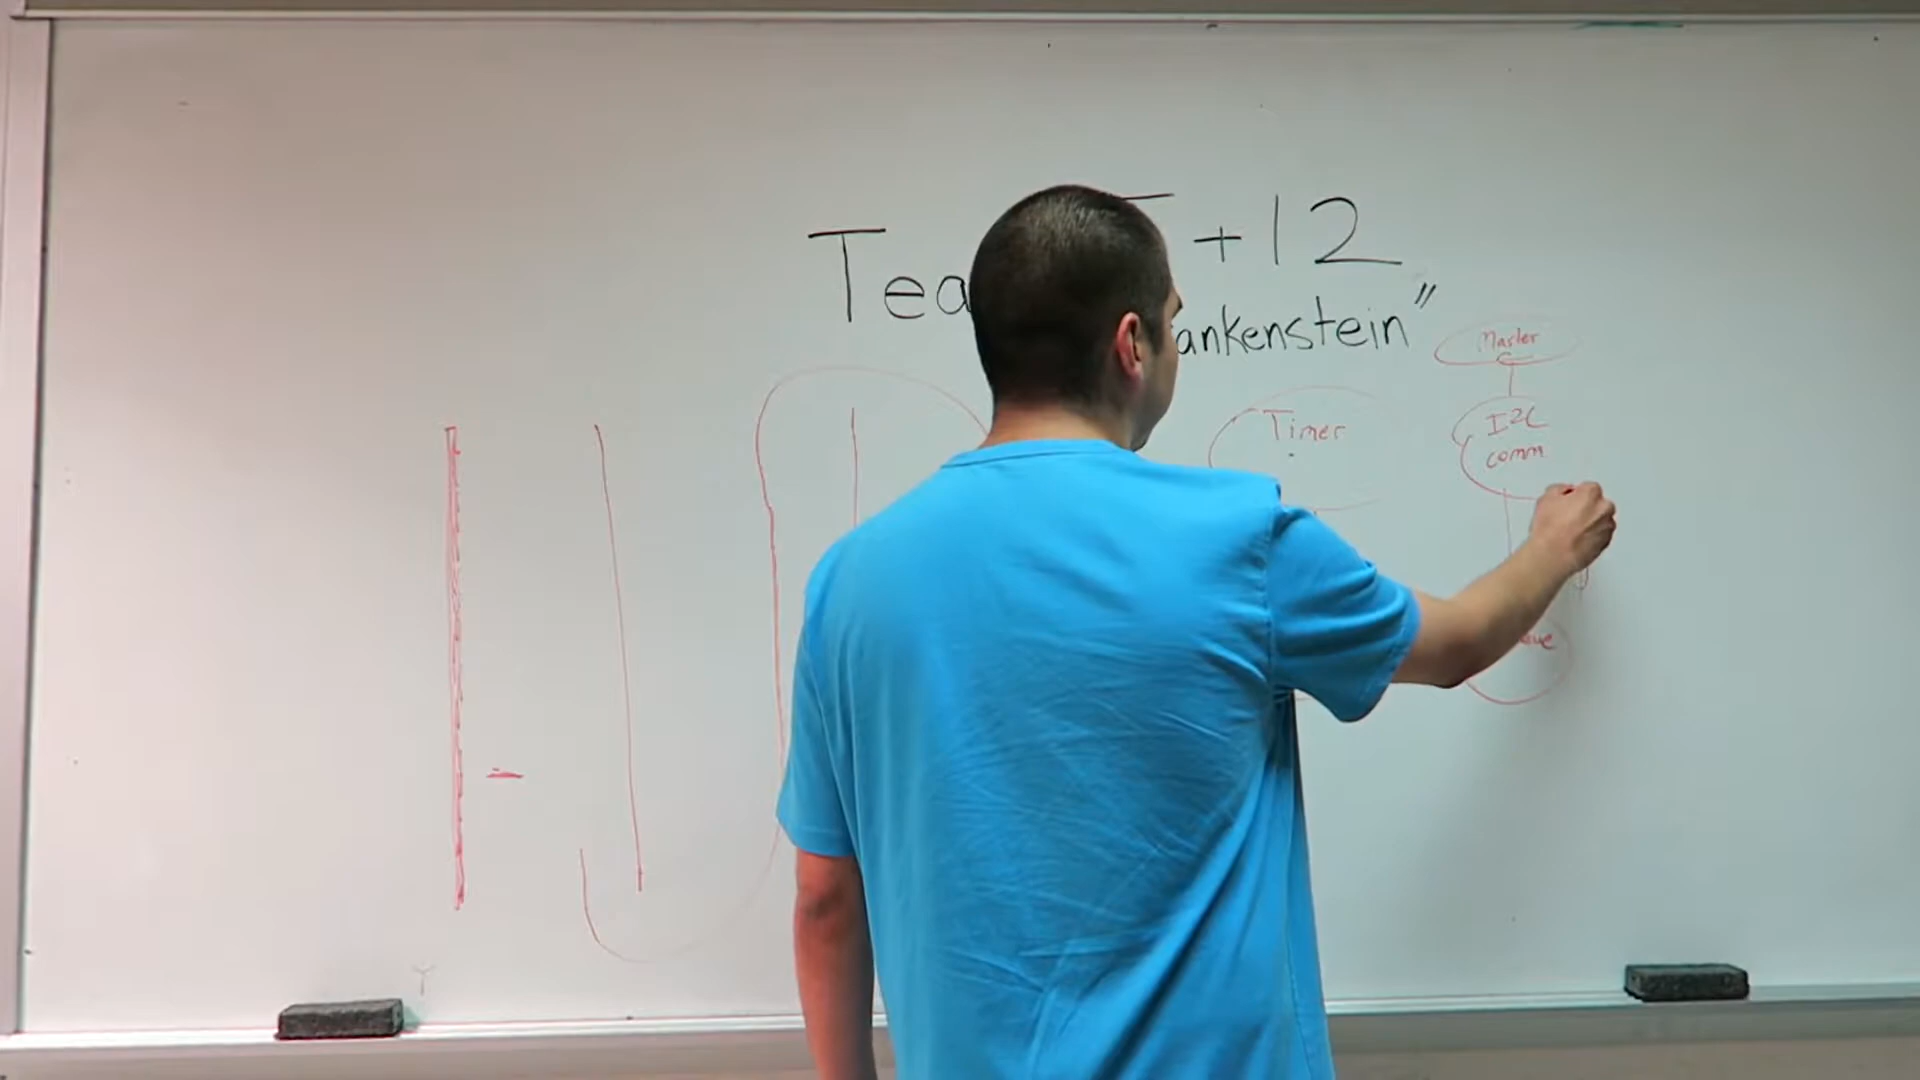 +12
Tea
ankenstein"
Master
Timer
I2C
comm